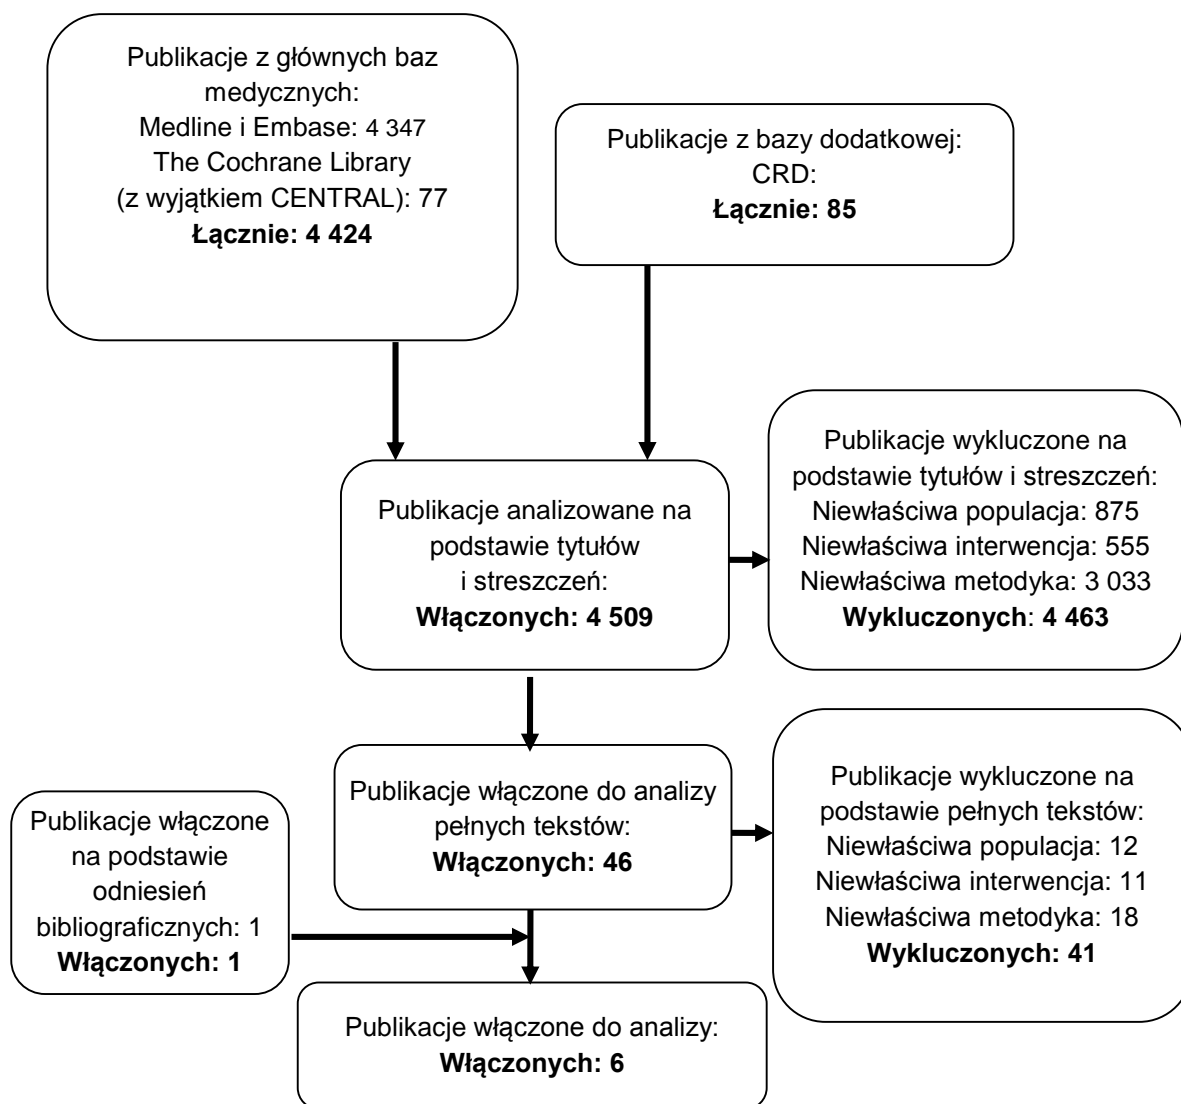 Publikacje z głównych baz
medycznych:
Medline i Embase: 4 347
The Cochrane Library
(z wyjątkiem CENTRAL): 77
Łącznie: 4 424
Publikacje z bazy dodatkowej:
CRD:
Łącznie: 85
Publikacje analizowane na
podstawie tytułów
i streszczeń:
Włączonych: 4 509
Publikacje wykluczone na
podstawie tytułów i streszczeń:
Niewłaściwa populacja: 875
Niewłaściwa interwencja: 555
Niewłaściwa metodyka: 3 033
Wykluczonych: 4 463
Publikacje włączone do analizy
pełnych tekstów:
Włączonych: 46
Publikacje wykluczone na
podstawie pełnych tekstów:
Niewłaściwa populacja: 12
Niewłaściwa interwencja: 11
Niewłaściwa metodyka: 18
Wykluczonych: 41
Publikacje włączone
na podstawie
odniesień
bibliograficznych: 1
Włączonych: 1
Publikacje włączone do analizy:
Włączonych: 6